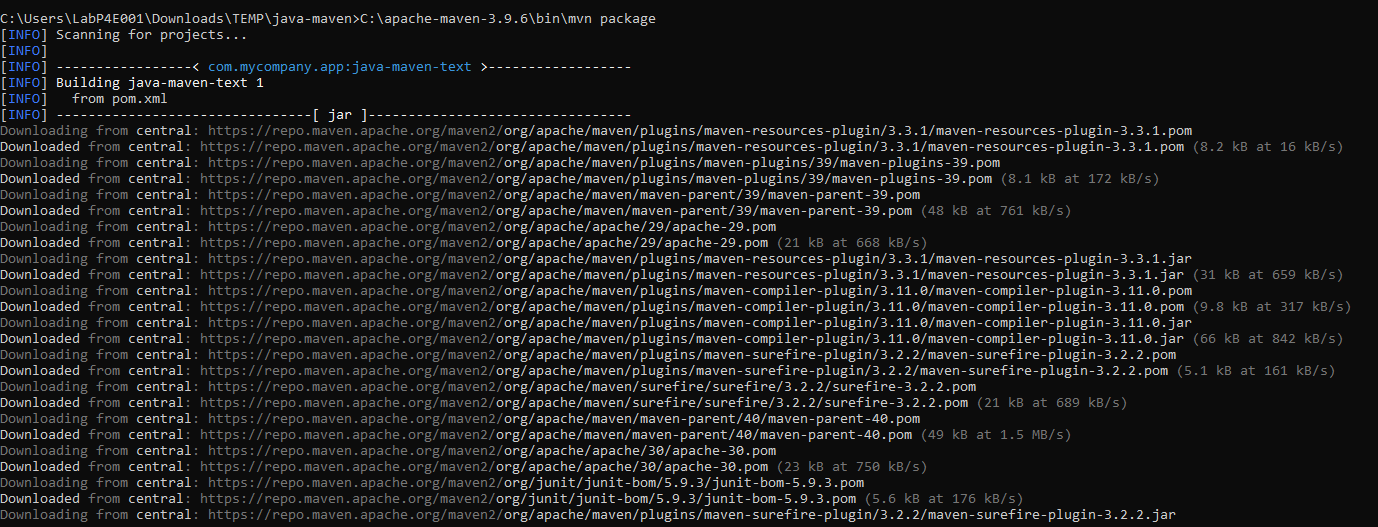 C:\Users\LabP4E001\Downloads\TEMP\java-maven>C:\apache-maven-3.9.6\bin\mvn package
[INFO] Scanning for projects...
[INFO]
[INFO] -----------------< com.mycompany.app:java-maven-text >------------------
[INFO] Building java-maven-text 1
[INFO]   from pom.xml
[INFO] --------------------------------[ jar ]---------------------------------
Downloading from central: https://repo.maven.apache.org/maven2/org/apache/maven/plugins/maven-resources-plugin/3.3.1/maven-resources-plugin-3.3.1.pom
Downloaded from central: https://repo.maven.apache.org/maven2/org/apache/maven/plugins/maven-resources-plugin/3.3.1/maven-resources-plugin-3.3.1.pom (8.2 kB at 16 kB/s)
Downloading from central: https://repo.maven.apache.org/maven2/org/apache/maven/plugins/maven-plugins/39/maven-plugins-39.pom
Downloaded from central: https://repo.maven.apache.org/maven2/org/apache/maven/plugins/maven-plugins/39/maven-plugins-39.pom (8.1 kB at 172 kB/s)
Downloading from central: https://repo.maven.apache.org/maven2/org/apache/maven/maven-parent/39/maven-parent-39.pom
Downloaded from central: https://repo.maven.apache.org/maven2/org/apache/maven/maven-parent/39/maven-parent-39.pom (48 kB at 761 kB/s)
Downloading from central: https://repo.maven.apache.org/maven2/org/apache/apache/29/apache-29.pom
Downloaded from central: https://repo.maven.apache.org/maven2/org/apache/apache/29/apache-29.pom (21 kB at 668 kB/s)
Downloading from central: https://repo.maven.apache.org/maven2/org/apache/maven/plugins/maven-resources-plugin/3.3.1/maven-resources-plugin-3.3.1.jar
Downloaded from central: https://repo.maven.apache.org/maven2/org/apache/maven/plugins/maven-resources-plugin/3.3.1/maven-resources-plugin-3.3.1.jar (31 kB at 659 kB/s)
Downloading from central: https://repo.maven.apache.org/maven2/org/apache/maven/plugins/maven-compiler-plugin/3.11.0/maven-compiler-plugin-3.11.0.pom
Downloaded from central: https://repo.maven.apache.org/maven2/org/apache/maven/plugins/maven-compiler-plugin/3.11.0/maven-compiler-plugin-3.11.0.pom (9.8 kB at 317 kB/s)
Downloading from central: https://repo.maven.apache.org/maven2/org/apache/maven/plugins/maven-compiler-plugin/3.11.0/maven-compiler-plugin-3.11.0.jar
Downloaded from central: https://repo.maven.apache.org/maven2/org/apache/maven/plugins/maven-compiler-plugin/3.11.0/maven-compiler-plugin-3.11.0.jar (66 kB at 842 kB/s)
Downloading from central: https://repo.maven.apache.org/maven2/org/apache/maven/plugins/maven-surefire-plugin/3.2.2/maven-surefire-plugin-3.2.2.pom
Downloaded from central: https://repo.maven.apache.org/maven2/org/apache/maven/plugins/maven-surefire-plugin/3.2.2/maven-surefire-plugin-3.2.2.pom (5.1 kB at 161 kB/s)
Downloading from central: https://repo.maven.apache.org/maven2/org/apache/maven/surefire/surefire/3.2.2/surefire-3.2.2.pom
Downloaded from central: https://repo.maven.apache.org/maven2/org/apache/maven/surefire/surefire/3.2.2/surefire-3.2.2.pom (21 kB at 689 kB/s)
Downloading from central: https://repo.maven.apache.org/maven2/org/apache/maven/maven-parent/40/maven-parent-40.pom
Downloaded from central: https://repo.maven.apache.org/maven2/org/apache/maven/maven-parent/40/maven-parent-40.pom (49 kB at 1.5 MB/s)
Downloading from central: https://repo.maven.apache.org/maven2/org/apache/apache/30/apache-30.pom
Downloaded from central: https://repo.maven.apache.org/maven2/org/apache/apache/30/apache-30.pom (23 kB at 750 kB/s)
Downloading from central: https://repo.maven.apache.org/maven2/org/junit/junit-bom/5.9.3/junit-bom-5.9.3.pom
Downloaded from central: https://repo.maven.apache.org/maven2/org/junit/junit-bom/5.9.3/junit-bom-5.9.3.pom (5.6 kB at 176 kB/s)
Downloading from central: https://repo.maven.apache.org/maven2/org/apache/maven/plugins/maven-surefire-plugin/3.2.2/maven-surefire-plugin-3.2.2.jar